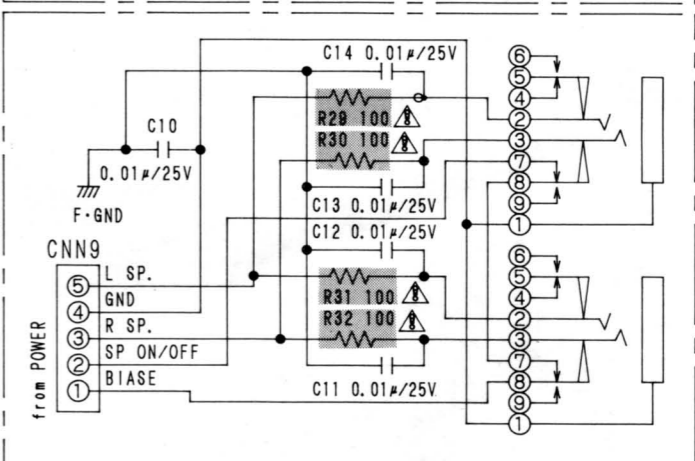 C14 0.01μ/25V
R29 100
R30 100
C10
0.01μ/25V
F·GND
C13 0.01μ/25V
C12 0.01μ/25V
CNN9
from POWER
⑤ L SP.
④ GND
③ R SP.
② SP ON/OFF
① BIASE
R31 100
R32 100
C11 0.01μ/25V
⑥
⑤
④
②
③
⑦
⑧
⑨
①
⑥
⑤
④
②
③
⑦
⑧
⑨
①